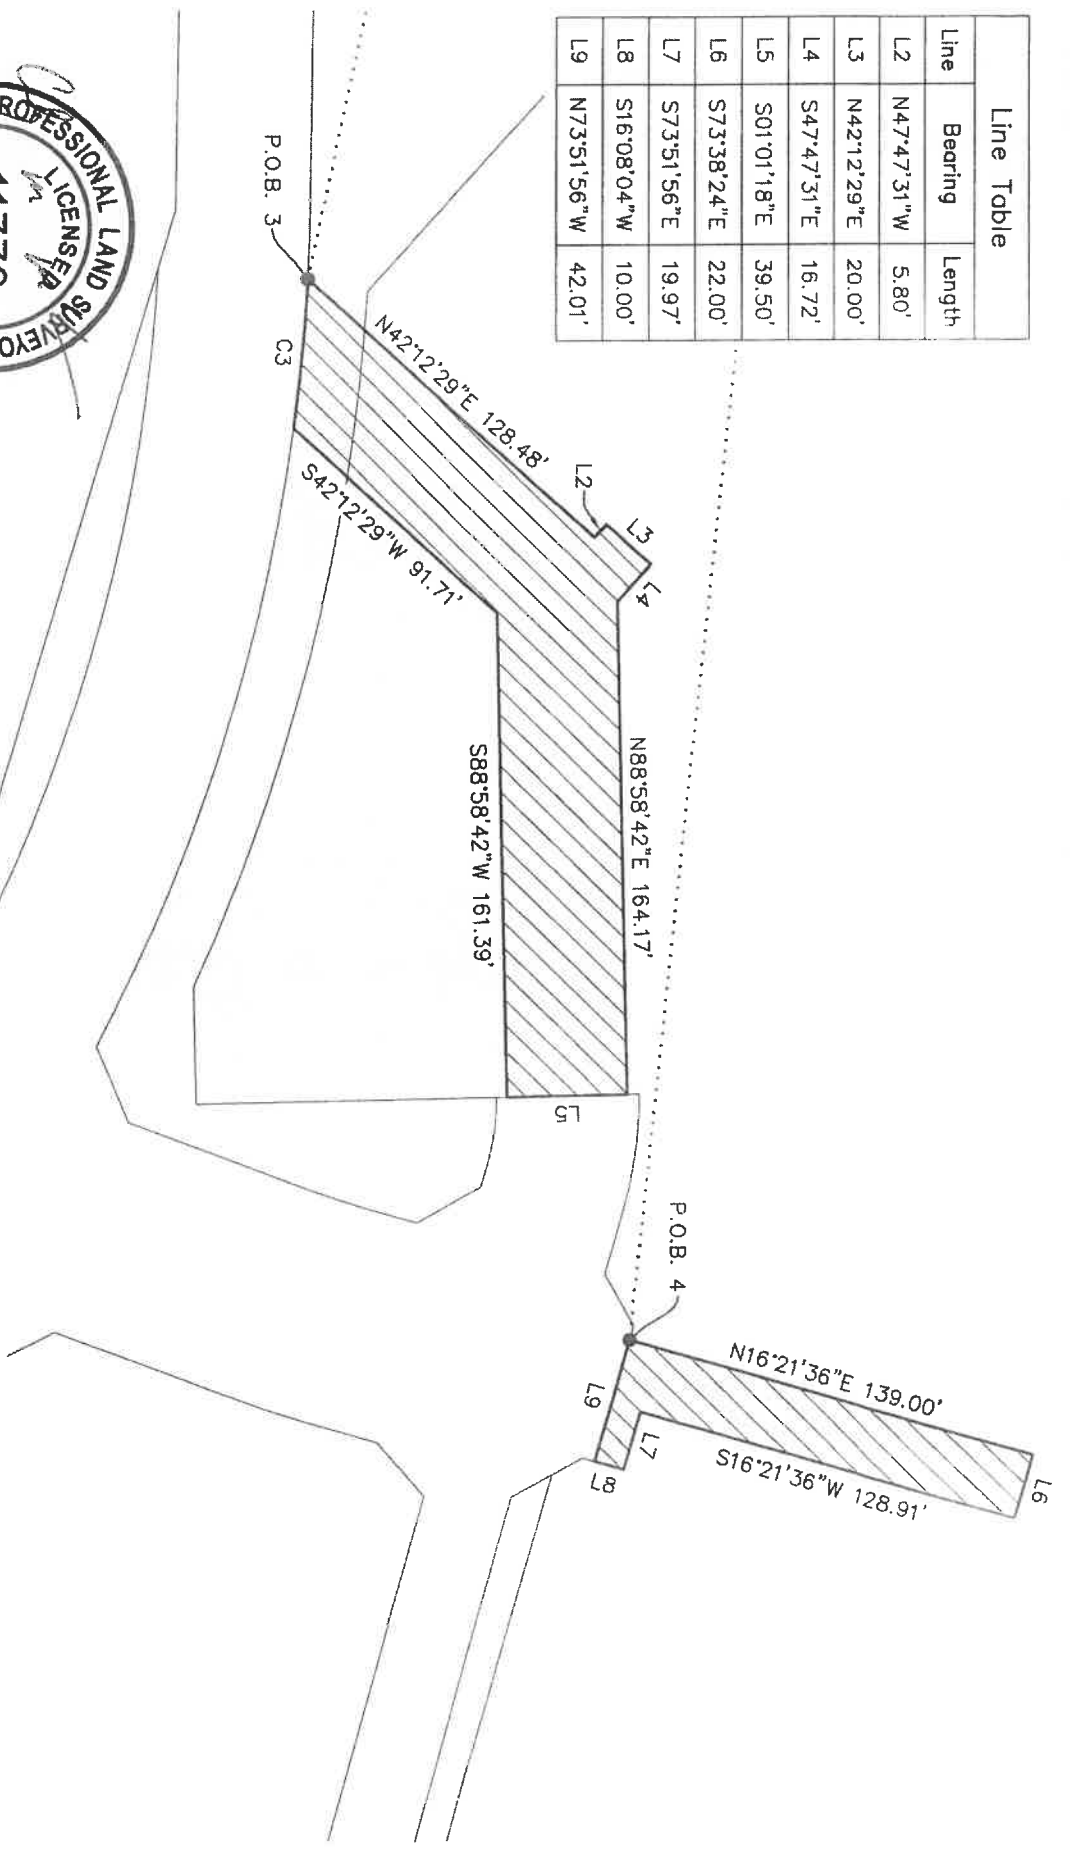 Line Table
Line Bearing Length
L2 N47°47'31"W 5.80'
L3 N42°12'29"E 20.00'
L4 S47°47'31"E 16.72'
L5 S01°01'18"E 39.50'
L6 S73°38'24"E 22.00'
L7 S73°51'56"E 19.97'
L8 S16°08'04"W 10.00'
L9 N73°51'56"W 42.01'
P.O.B. 3
C3
N42°12'29"E 128.48'
S42°12'29"W 91.71'
L2
L3
L4
N88°58'42"E 164.17'
S88°58'42"W 161.39'
L5
P.O.B. 4
N16°21'36"E 139.00'
S16°21'36"W 128.91'
L6
L7
L8
L9
LICENSED